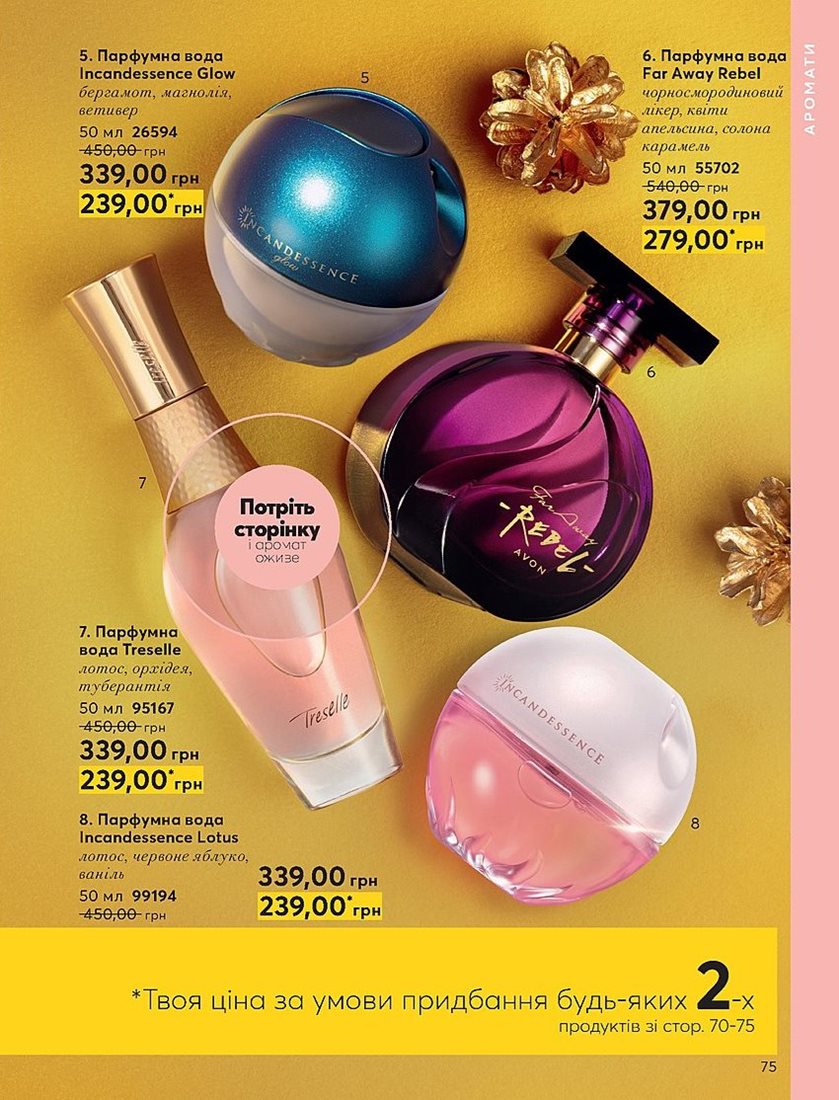 5. Парфумна вода
Incandessence Glow
бергамот, магнолія,
ветивер
50 мл 26594
450,00 грн
339,00 грн
239,00*грн
5
6. Парфумна вода
Far Away Rebel
чорносмородиновий
лікер, квіти
апельсина, солона
карамель
50 мл 55702
540,00 грн
379,00 грн
279,00*грн
АРОМАТИ
INCANDESSENCE
glow
6
Treselle
7
Far Away
-REBEL-
AVON
Потріть
сторінку
і аромат
оживе
7. Парфумна
вода Treselle
лотос, орхідея,
туберантія
50 мл 95167
450,00 грн
339,00 грн
239,00*грн
Treselle
INCANDESSENCE
8
8. Парфумна вода
Incandessence Lotus
лотос, червоне яблуко,
ваніль
50 мл 99194
450,00 грн
339,00 грн
239,00*грн
*Твоя ціна за умови придбання будь-яких 2-х
продуктів зі стор. 70-75
75